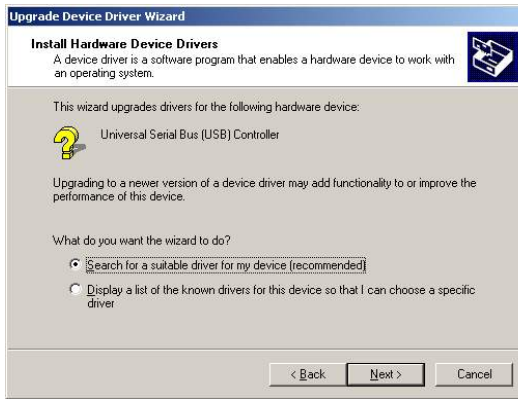 Upgrade Device Driver Wizard
Install Hardware Device Drivers
A device driver is a software program that enables a hardware device to work with
an operating system.
This wizard upgrades drivers for the following hardware device:
Universal Serial Bus (USB) Controller
Upgrading to a newer version of a device driver may add functionality to or improve the
performance of this device.
What do you want the wizard to do?
Search for a suitable driver for my device (recommended)
Display a list of the known drivers for this device so that I can choose a specific
driver
< Back Next > Cancel